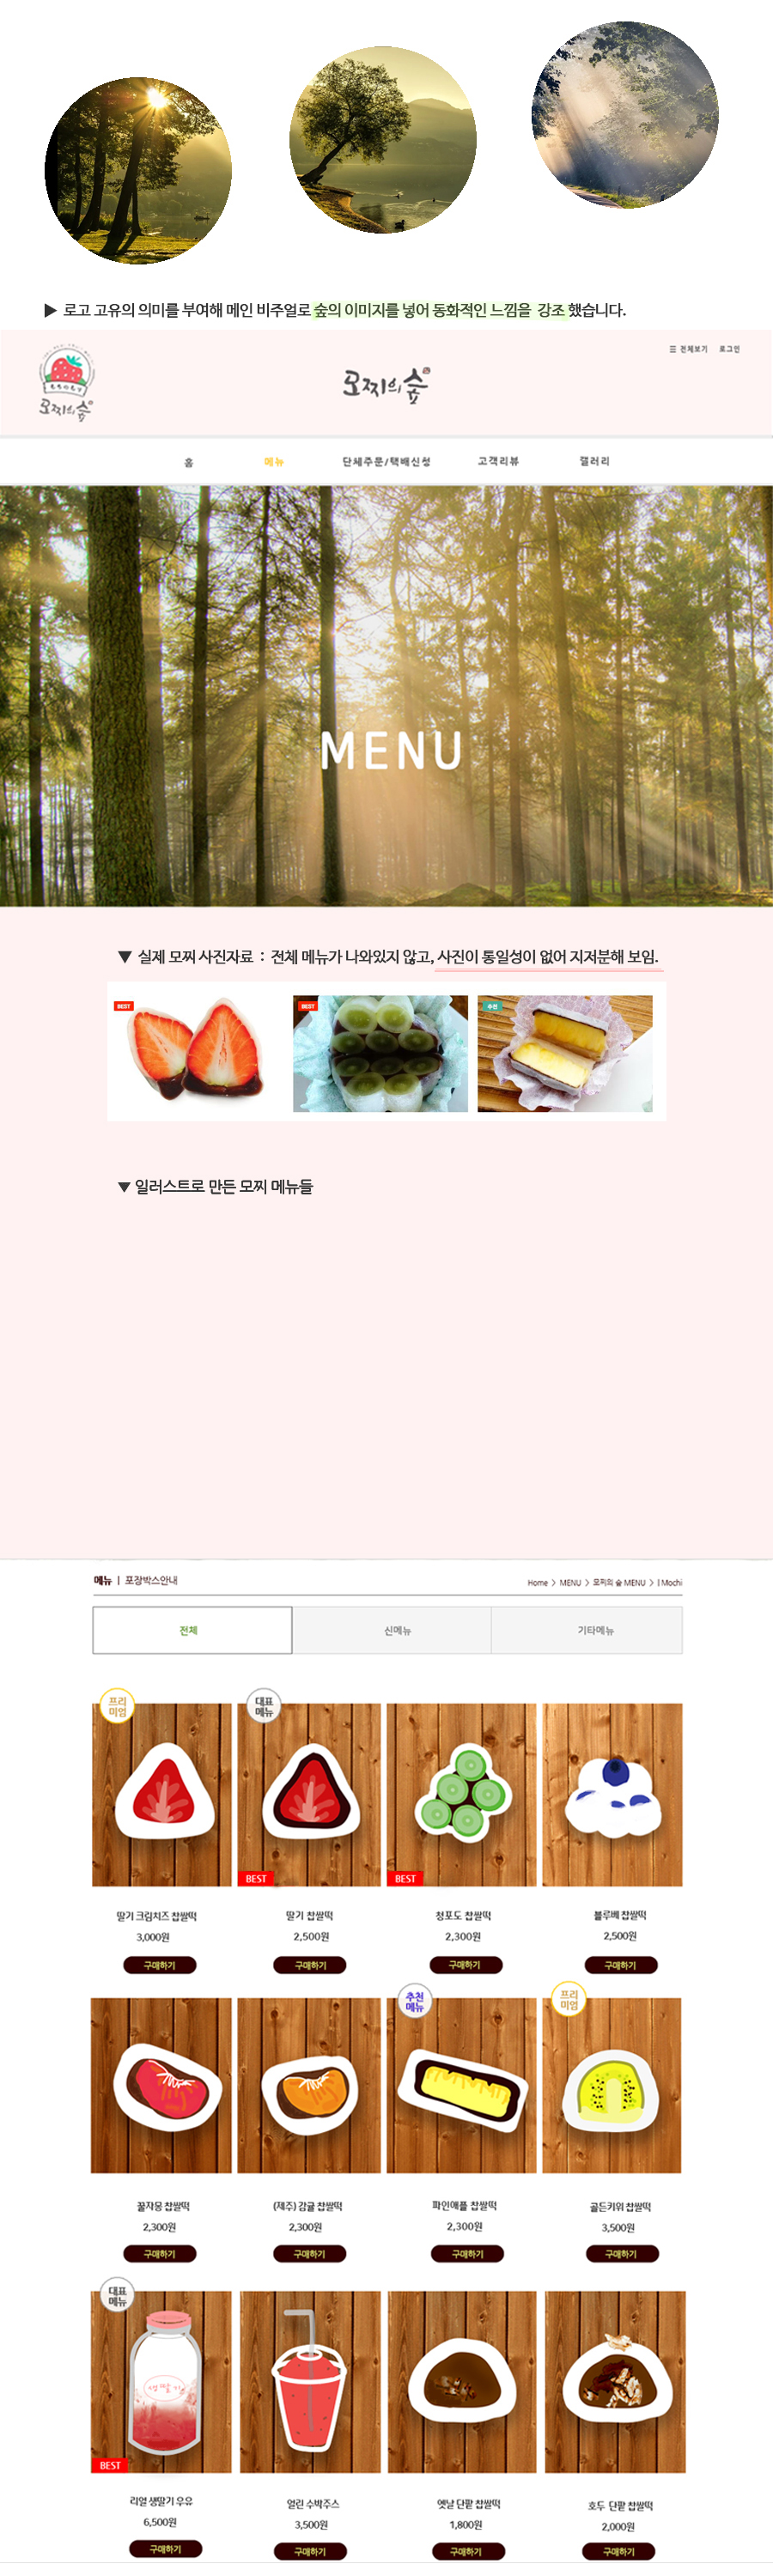 ▶ 로고 고유의 의미를 부여해 메인 비주얼로 숲의 이미지를 넣어 동화적인 느낌을 강조 했습니다.
☰ 전체보기 로그인
모찌의숲
모찌의숲
홈 메뉴 단체주문/택배신청 고객리뷰 갤러리
MENU
▼ 실제 모찌 사진자료 : 전체 메뉴가 나와있지 않고, 사진이 통일성이 없어 지저분해 보임.
BEST BEST 추천
▼ 일러스트로 만든 모찌 메뉴들
메뉴 | 포장박스안내 Home > MENU > 모찌의 숲 MENU > Mochi
전체 신메뉴 기타메뉴
프리미엄 대표메뉴
BEST BEST
딸기 크림치즈 찹쌀떡 딸기 찹쌀떡 청포도 찹쌀떡 블루베 찹쌀떡
3,000원 2,500원 2,300원 2,500원
구매하기 구매하기 구매하기 구매하기
추천메뉴 프리미엄
꿀자몽 찹쌀떡 (제주) 감귤 찹쌀떡 파인애플 찹쌀떡 골든키위 찹쌀떡
2,300원 2,300원 2,300원 3,500원
구매하기 구매하기 구매하기 구매하기
대표메뉴
생딸기
BEST
리얼 생딸기 우유 얼린 수박주스 옛날 단팥 찹쌀떡 호두 단팥 찹쌀떡
6,500원 3,500원 1,800원 2,000원
구매하기 구매하기 구매하기 구매하기